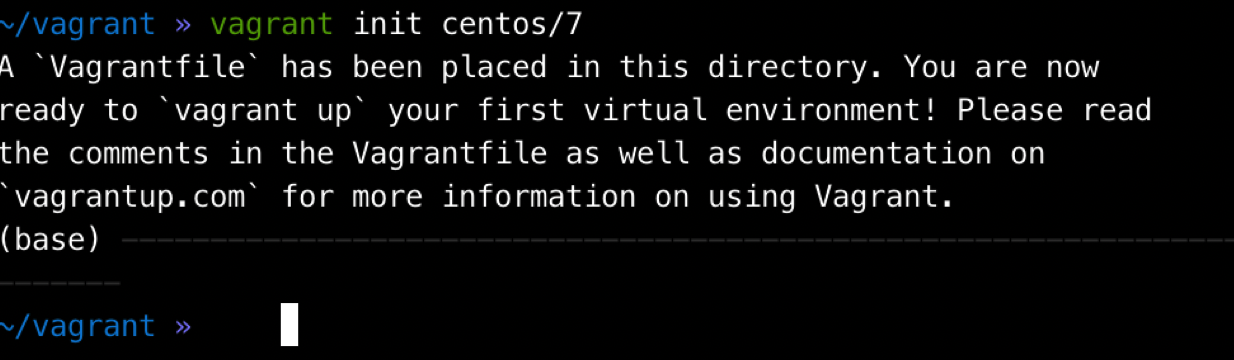 ~/vagrant » vagrant init centos/7
A `Vagrantfile` has been placed in this directory. You are now
ready to `vagrant up` your first virtual environment! Please read
the comments in the Vagrantfile as well as documentation on
`vagrantup.com` for more information on using Vagrant.
(base) ------------------------------------------------------------------------
-------
~/vagrant »